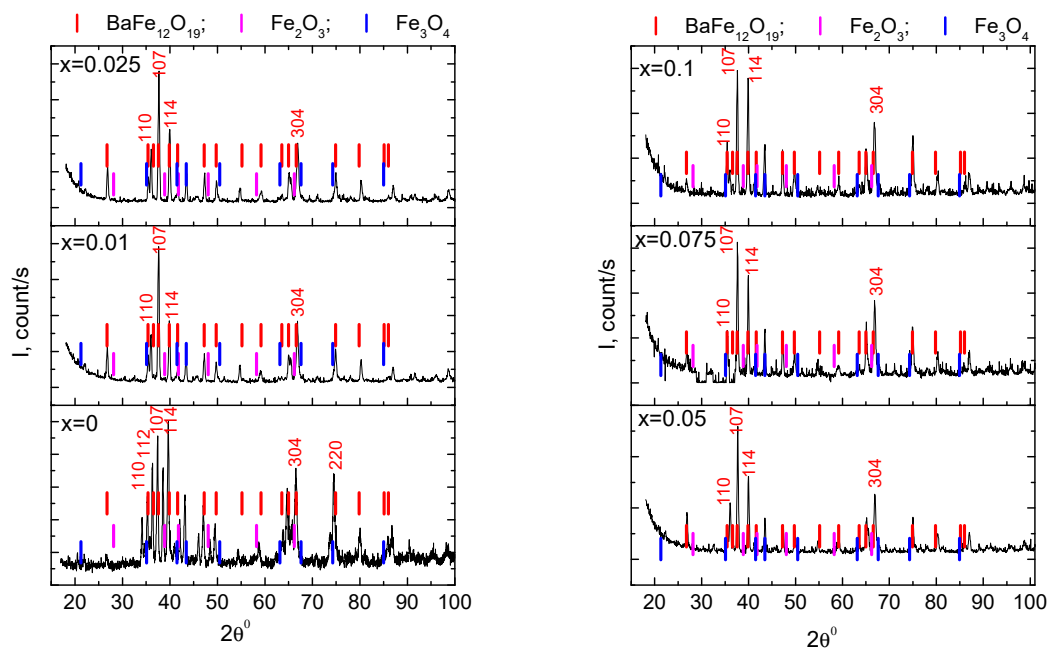 BaFe₁₂O₁₉; Fe₂O₃; Fe₃O₄
x=0.025
107
110
114
304
x=0.01
107
110
114
304
x=0
110
112
107
114
304
220
I, count/s
20 30 40 50 60 70 80 90 100
2θ⁰
BaFe₁₂O₁₉; Fe₂O₃; Fe₃O₄
x=0.1
107
110
114
304
x=0.075
107
110
114
304
x=0.05
107
114
304
I, count/s
20 30 40 50 60 70 80 90 100
2θ⁰